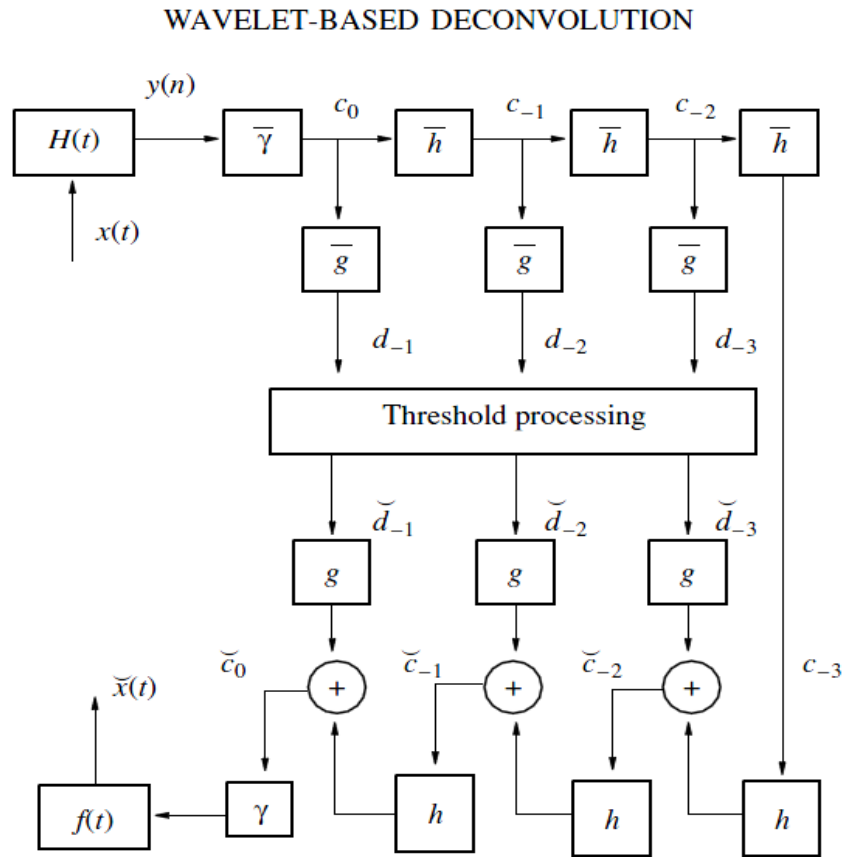 WAVELET-BASED DECONVOLUTION
y(n) c₀ c₋₁ c₋₂
H(t) γ̅ h̅ h̅ h̅
x(t)
g̅ g̅ g̅
d₋₁ d₋₂ d₋₃
Threshold processing
d̆₋₁ d̆₋₂ d̆₋₃
g g g
c̆₀ c̆₋₁ c̆₋₂ c₋₃
x̆(t) + + +
f(t) γ h h h